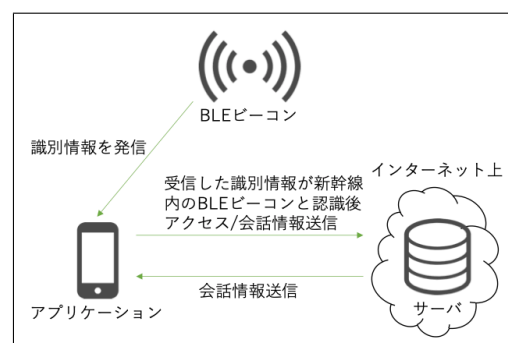 BLEビーコン
識別情報を発信
受信した識別情報が新幹線
内のBLEビーコンと認識後
アクセス/会話情報送信
インターネット上
会話情報送信
アプリケーション
サーバ